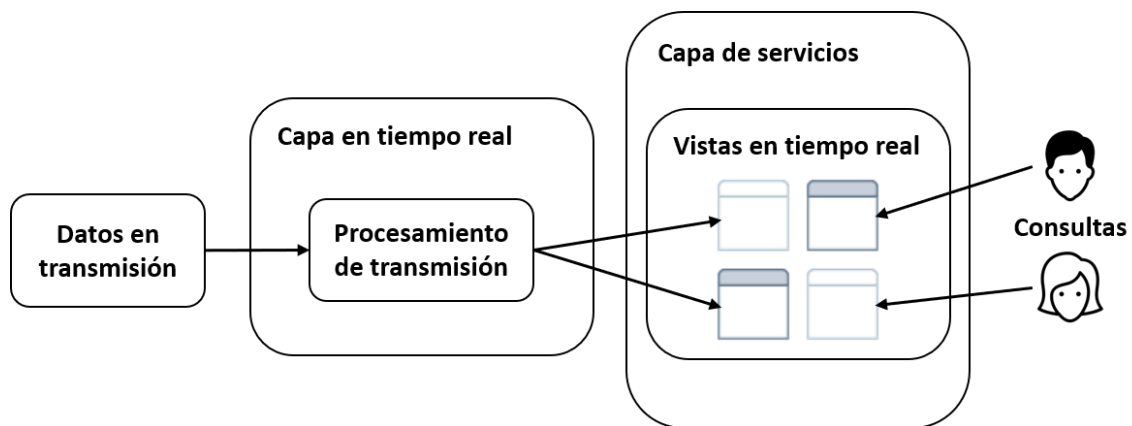 Capa de servicios
Capa en tiempo real
Vistas en tiempo real
Datos en
transmisión
Procesamiento
de transmisión
Consultas